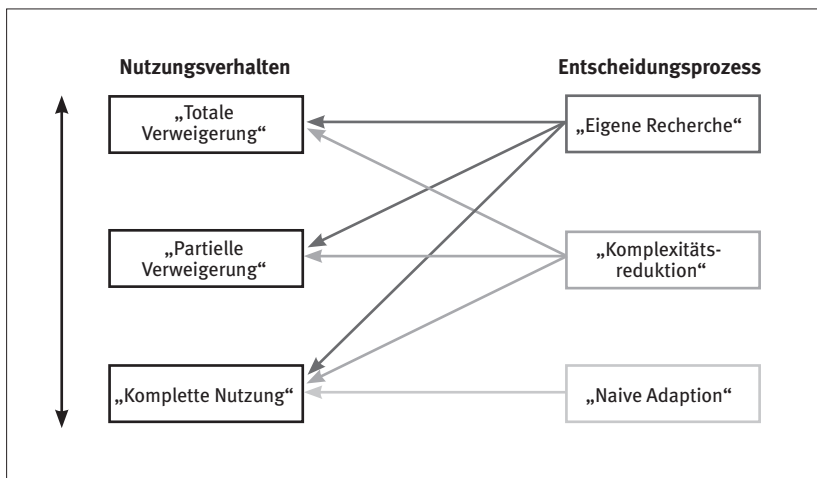 Nutzungsverhalten
Entscheidungsprozess
„Totale
Verweigerung“
„Eigene Recherche“
„Partielle
Verweigerung“
„Komplexitäts-
reduktion“
„Komplette Nutzung“
„Naive Adaption“